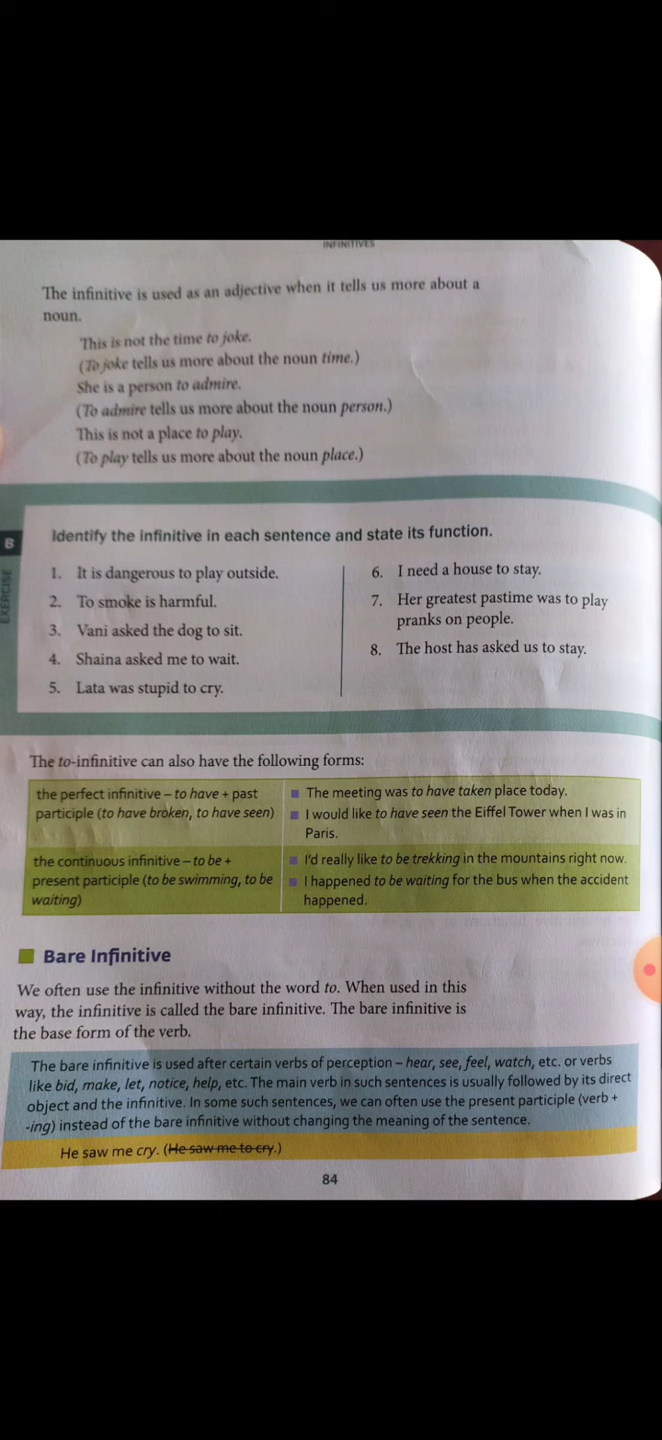 INFINITIVES
The infinitive is used as an adjective when it tells us more about a
noun.
This is not the time to joke.
(To joke tells us more about the noun time.)
She is a person to admire.
(To admire tells us more about the noun person.)
This is not a place to play.
(To play tells us more about the noun place.)
B
EXERCISE
Identify the infinitive in each sentence and state its function.
1. It is dangerous to play outside.
2. To smoke is harmful.
3. Vani asked the dog to sit.
4. Shaina asked me to wait.
5. Lata was stupid to cry.
6. I need a house to stay.
7. Her greatest pastime was to play
pranks on people.
8. The host has asked us to stay.
The to-infinitive can also have the following forms:
the perfect infinitive – to have + past
participle (to have broken, to have seen)
■ The meeting was to have taken place today.
■ I would like to have seen the Eiffel Tower when I was in
Paris.
the continuous infinitive – to be +
present participle (to be swimming, to be
waiting)
■ I'd really like to be trekking in the mountains right now.
■ I happened to be waiting for the bus when the accident
happened.
■ Bare Infinitive
We often use the infinitive without the word to. When used in this
way, the infinitive is called the bare infinitive. The bare infinitive is
the base form of the verb.
The bare infinitive is used after certain verbs of perception – hear, see, feel, watch, etc. or verbs
like bid, make, let, notice, help, etc. The main verb in such sentences is usually followed by its direct
object and the infinitive. In some such sentences, we can often use the present participle (verb +
-ing) instead of the bare infinitive without changing the meaning of the sentence.
He saw me cry. (He saw me to cry.)
84